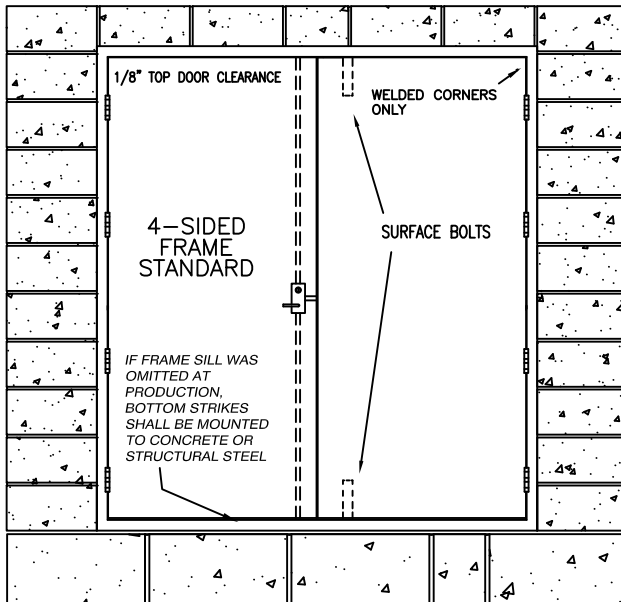 1/8" TOP DOOR CLEARANCE
WELDED CORNERS
ONLY
4-SIDED
FRAME
STANDARD
SURFACE BOLTS
IF FRAME SILL WAS
OMITTED AT
PRODUCTION,
BOTTOM STRIKES
SHALL BE MOUNTED
TO CONCRETE OR
STRUCTURAL STEEL